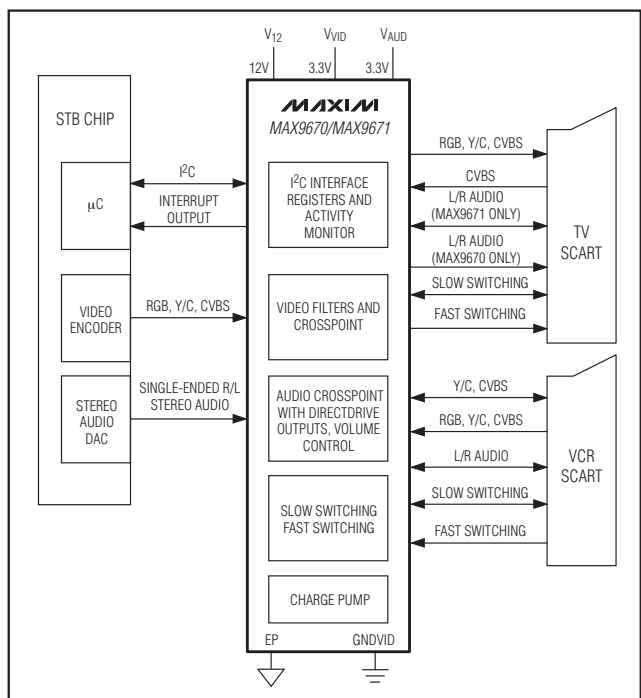 V12
VVID
VAUD
12V
3.3V
3.3V
STB CHIP
μC
VIDEO
ENCODER
STEREO
AUDIO
DAC
I²C
INTERRUPT
OUTPUT
RGB, Y/C, CVBS
SINGLE-ENDED R/L
STEREO AUDIO
MAXIM
MAX9670/MAX9671
I²C INTERFACE
REGISTERS AND
ACTIVITY
MONITOR
VIDEO FILTERS AND
CROSSPOINT
AUDIO CROSSPOINT
WITH DIRECTDRIVE
OUTPUTS, VOLUME
CONTROL
SLOW SWITCHING
FAST SWITCHING
CHARGE PUMP
EP
GNDVID
RGB, Y/C, CVBS
CVBS
L/R AUDIO
(MAX9671 ONLY)
L/R AUDIO
(MAX9670 ONLY)
SLOW SWITCHING
FAST SWITCHING
TV
SCART
Y/C, CVBS
RGB, Y/C, CVBS
L/R AUDIO
SLOW SWITCHING
FAST SWITCHING
VCR
SCART